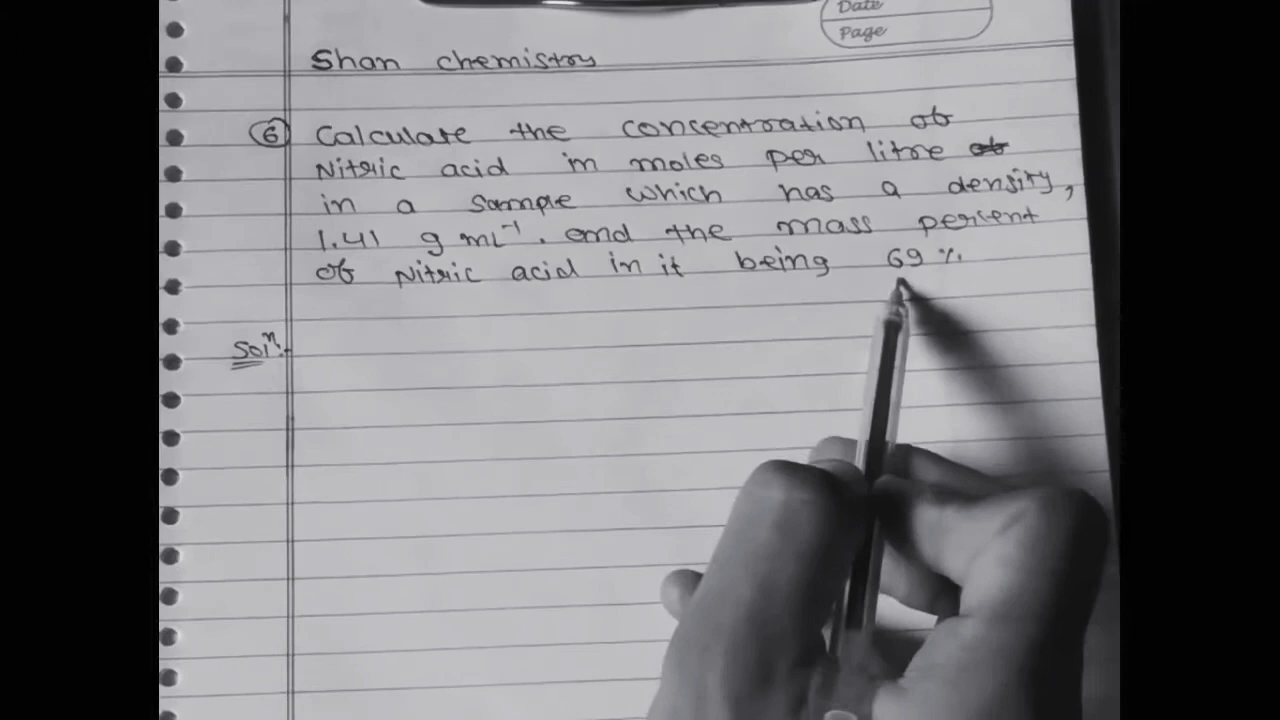 Date
Page
Shan chemistry
6 Calculate the concentration of
Nitric acid in moles per litre of
in a sample which has a density,
1.41 g mL⁻¹. and the mass percent
of Nitric acid in it being 69 %.
Solⁿ:-